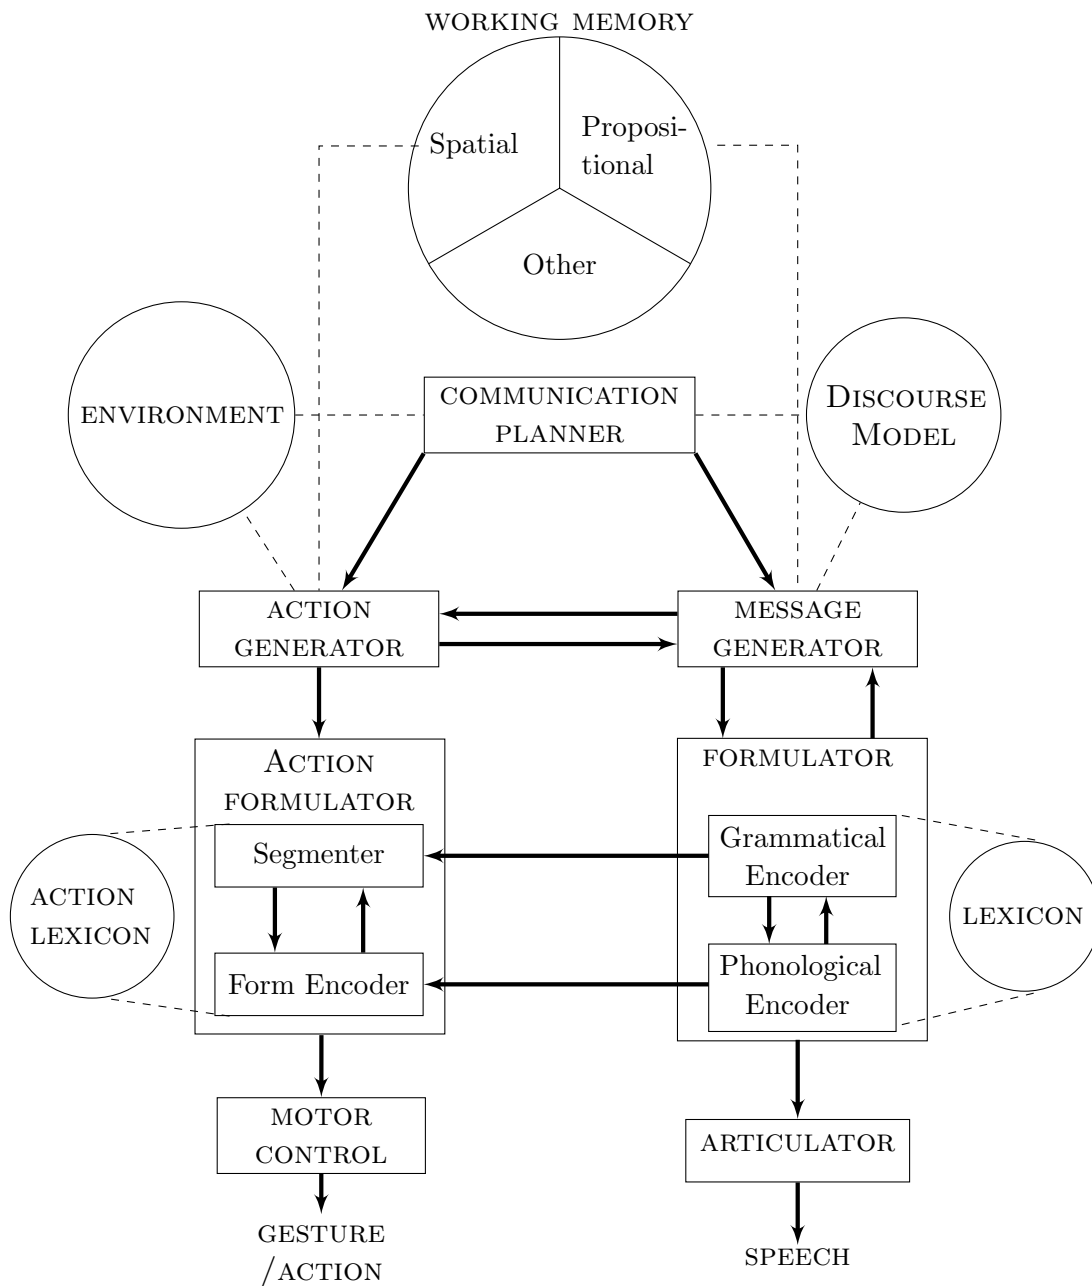 WORKING MEMORY
Spatial
Proposi-
tional
Other
ENVIRONMENT
COMMUNICATION
PLANNER
DISCOURSE
MODEL
ACTION
GENERATOR
MESSAGE
GENERATOR
ACTION
FORMULATOR
Segmenter
Form Encoder
FORMULATOR
Grammatical
Encoder
Phonological
Encoder
ACTION
LEXICON
LEXICON
MOTOR
CONTROL
ARTICULATOR
GESTURE
/ACTION
SPEECH